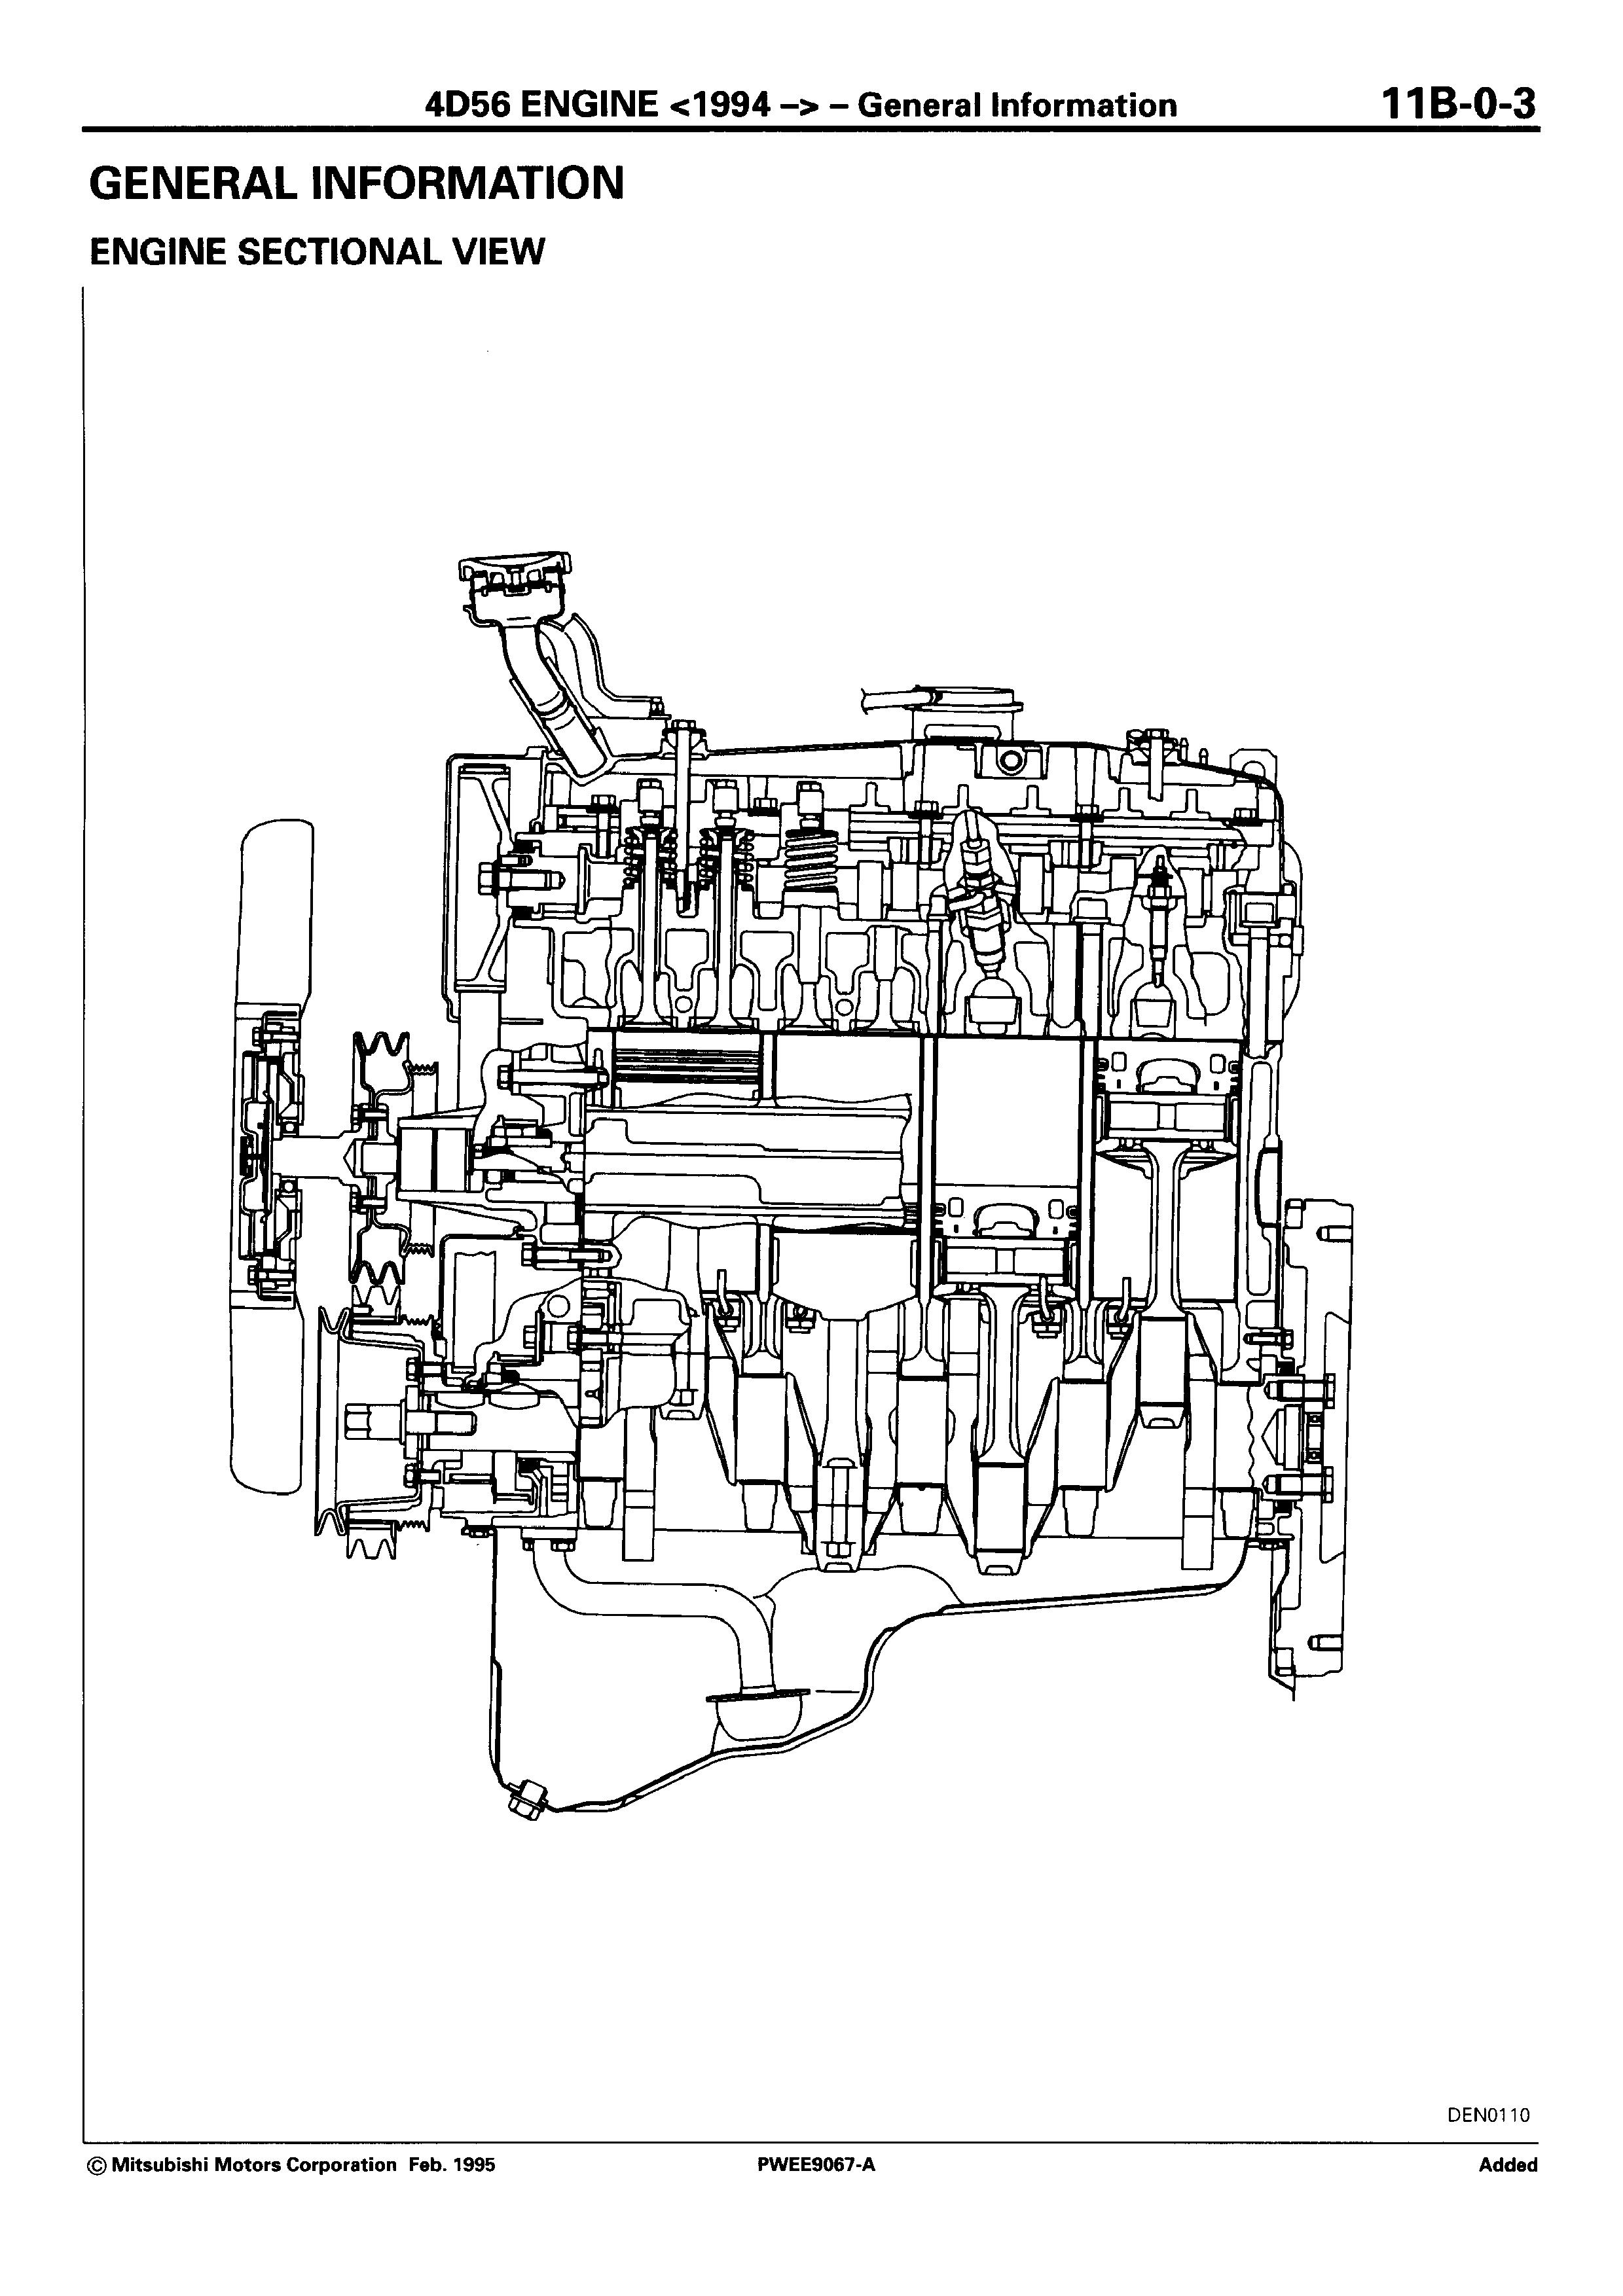 4D56 ENGINE <1994 –> – General Information 11B-0-3
GENERAL INFORMATION
ENGINE SECTIONAL VIEW
DEN0110
© Mitsubishi Motors Corporation Feb. 1995 PWEE9067-A Added